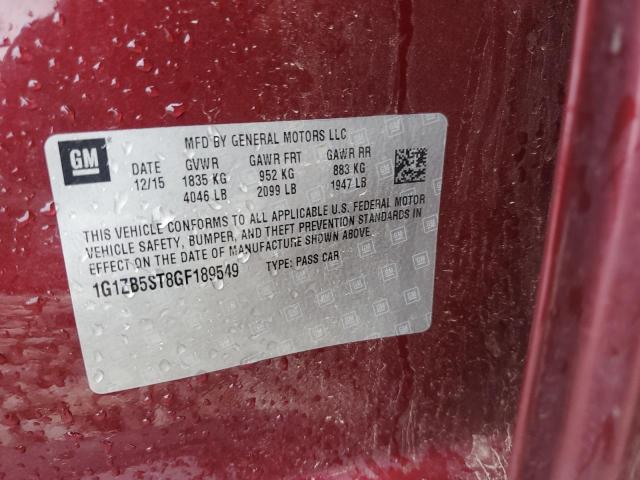 GM
MFD BY GENERAL MOTORS LLC
DATE GVWR GAWR FRT GAWR RR
12/15 1835 KG 952 KG 883 KG
4046 LB 2099 LB 1947 LB
THIS VEHICLE CONFORMS TO ALL APPLICABLE U.S. FEDERAL MOTOR
VEHICLE SAFETY, BUMPER, AND THEFT PREVENTION STANDARDS IN
EFFECT ON THE DATE OF MANUFACTURE SHOWN ABOVE.
1G1ZB5ST8GF189549 TYPE: PASS CAR